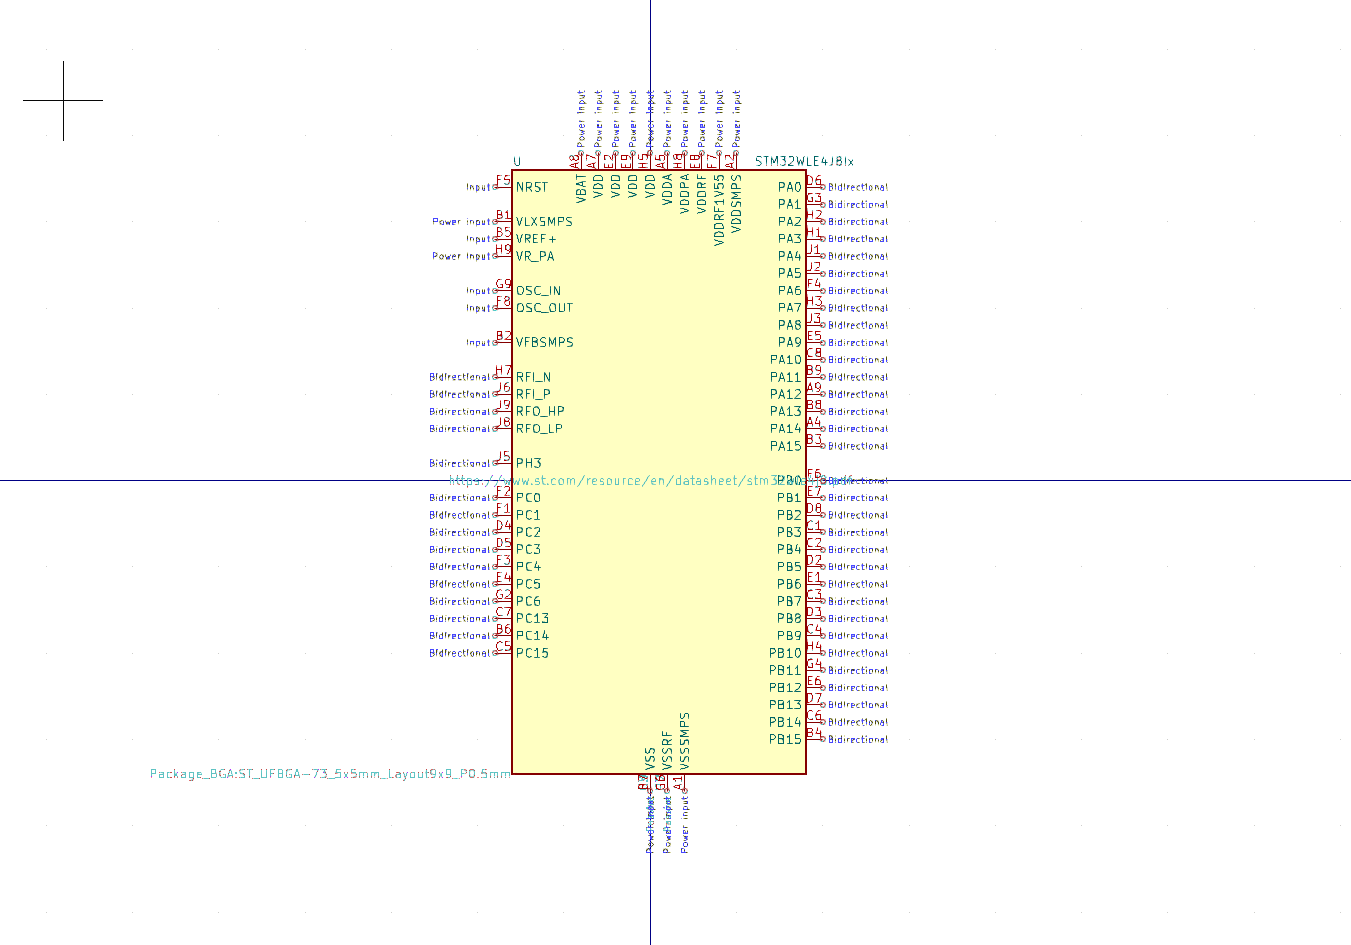 Power input Power input Power input Power input Power input Power input Power input Power input Power input Power input
A8 A7 E2 E9 H5 A5 H8 E8 F7 A2
U STM32WLE4J8Ix
VBAT VDD VDD VDD VDD VDDA VDDPA VDDRF VDDRF1V55 VDDSMPS
Input F5 NRST PA0 D6 Bidirectional
PA1 G3 Bidirectional
Power input B1 VLXSMPS PA2 H2 Bidirectional
Input B5 VREF+ PA3 H1 Bidirectional
Power input H9 VR_PA PA4 J1 Bidirectional
PA5 J2 Bidirectional
Input G9 OSC_IN PA6 F4 Bidirectional
Input F8 OSC_OUT PA7 H3 Bidirectional
PA8 J3 Bidirectional
Input B2 VFBSMPS PA9 E5 Bidirectional
PA10 C8 Bidirectional
Bidirectional H7 RFI_N PA11 B9 Bidirectional
Bidirectional J6 RFI_P PA12 A9 Bidirectional
Bidirectional J9 RFO_HP PA13 B8 Bidirectional
Bidirectional J8 RFO_LP PA14 A4 Bidirectional
PA15 B3 Bidirectional
Bidirectional J5 PH3
https://www.st.com/resource/en/datasheet/ PB0 F6 Bidirectional
Bidirectional F2 PC0 PB1 E7 Bidirectional
Bidirectional F1 PC1 PB2 D8 Bidirectional
Bidirectional D4 PC2 PB3 C1 Bidirectional
Bidirectional D5 PC3 PB4 C2 Bidirectional
Bidirectional F3 PC4 PB5 D2 Bidirectional
Bidirectional E4 PC5 PB6 E1 Bidirectional
Bidirectional G2 PC6 PB7 C3 Bidirectional
Bidirectional C7 PC13 PB8 D3 Bidirectional
Bidirectional B6 PC14 PB9 C4 Bidirectional
Bidirectional C5 PC15 PB10 H4 Bidirectional
PB11 G4 Bidirectional
PB12 E6 Bidirectional
PB13 D7 Bidirectional
PB14 C6 Bidirectional
PB15 B4 Bidirectional
VSS VSSRF VSSSMPS
Package_BGA:ST_UFBGA-73_5x5mm_Layout9x9_P0.5mm
A1
Power input Power input Power input